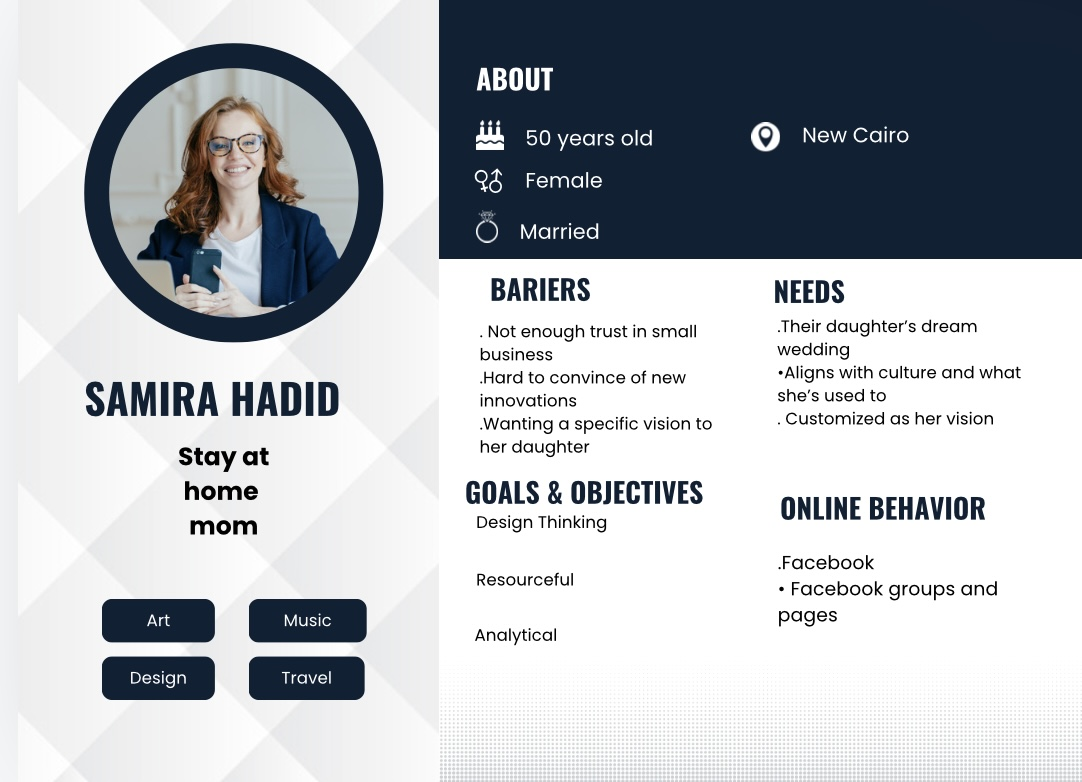 SAMIRA HADID
Stay at
home
mom
Art
Music
Design
Travel
ABOUT
50 years old
New Cairo
Female
Married
BARIERS
. Not enough trust in small
business
.Hard to convince of new
innovations
.Wanting a specific vision to
her daughter
NEEDS
.Their daughter’s dream
wedding
•Aligns with culture and what
she’s used to
. Customized as her vision
GOALS & OBJECTIVES
Design Thinking
Resourceful
Analytical
ONLINE BEHAVIOR
.Facebook
• Facebook groups and
pages